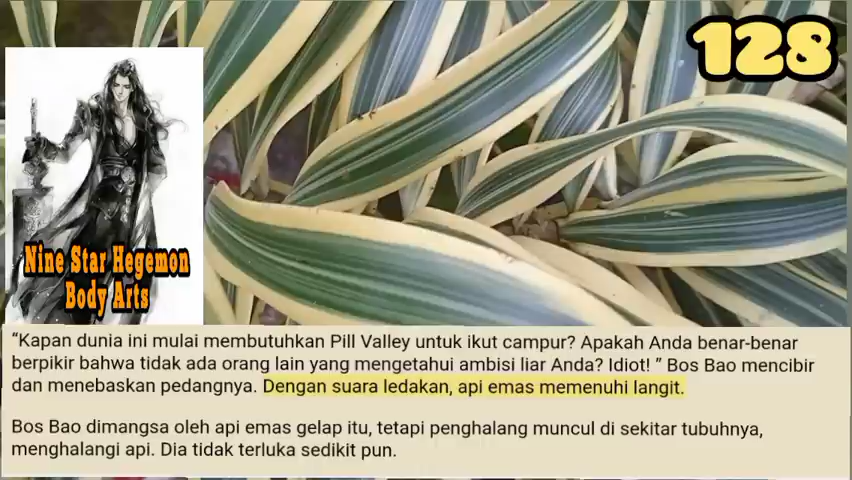 128
Nine Star Hegemon
Body Arts
“Kapan dunia ini mulai membutuhkan Pill Valley untuk ikut campur? Apakah Anda benar-benar
berpikir bahwa tidak ada orang lain yang mengetahui ambisi liar Anda? Idiot! ” Bos Bao mencibir
dan menebaskan pedangnya. Dengan suara ledakan, api emas memenuhi langit.
Bos Bao dimangsa oleh api emas gelap itu, tetapi penghalang muncul di sekitar tubuhnya,
menghalangi api. Dia tidak terluka sedikit pun.